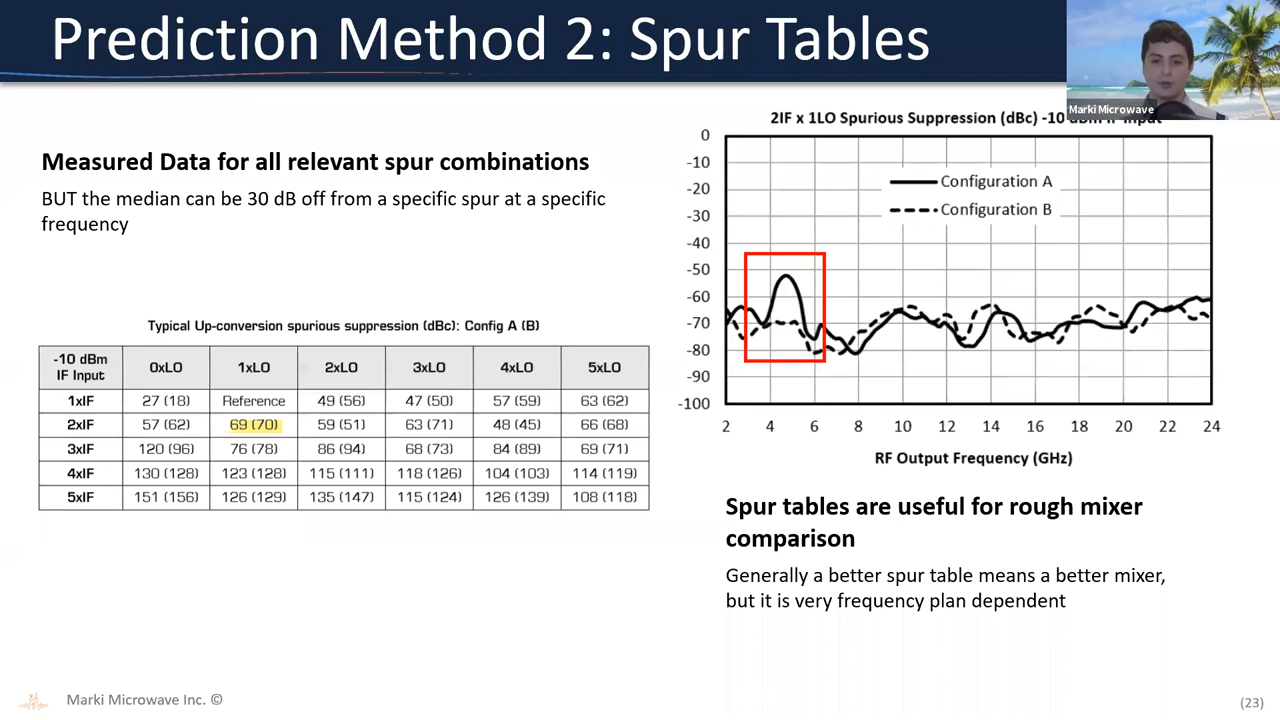 Prediction Method 2: Spur Tables
Marki Microwave
Measured Data for all relevant spur combinations
BUT the median can be 30 dB off from a specific spur at a specific
frequency
Typical Up-conversion spurious suppression (dBc): Config A (B)
-10 dBm IF Input 0xLO 1xLO 2xLO 3xLO 4xLO 5xLO
1xIF 27 (18) Reference 49 (56) 47 (50) 57 (59) 63 (62)
2xIF 57 (62) 69 (70) 59 (51) 63 (71) 48 (45) 66 (68)
3xIF 120 (96) 76 (78) 86 (94) 68 (73) 84 (89) 69 (71)
4xIF 130 (128) 123 (128) 115 (111) 118 (126) 104 (103) 114 (119)
5xIF 151 (156) 126 (129) 135 (147) 115 (124) 126 (139) 108 (118)
2IF x 1LO Spurious Suppression (dBc) -10
0
-10
-20
-30
-40
-50
-60
-70
-80
-90
-100
Configuration A
Configuration B
2 4 6 8 10 12 14 16 18 20 22 24
RF Output Frequency (GHz)
Spur tables are useful for rough mixer
comparison
Generally a better spur table means a better mixer,
but it is very frequency plan dependent
Marki Microwave Inc. ©
(23)